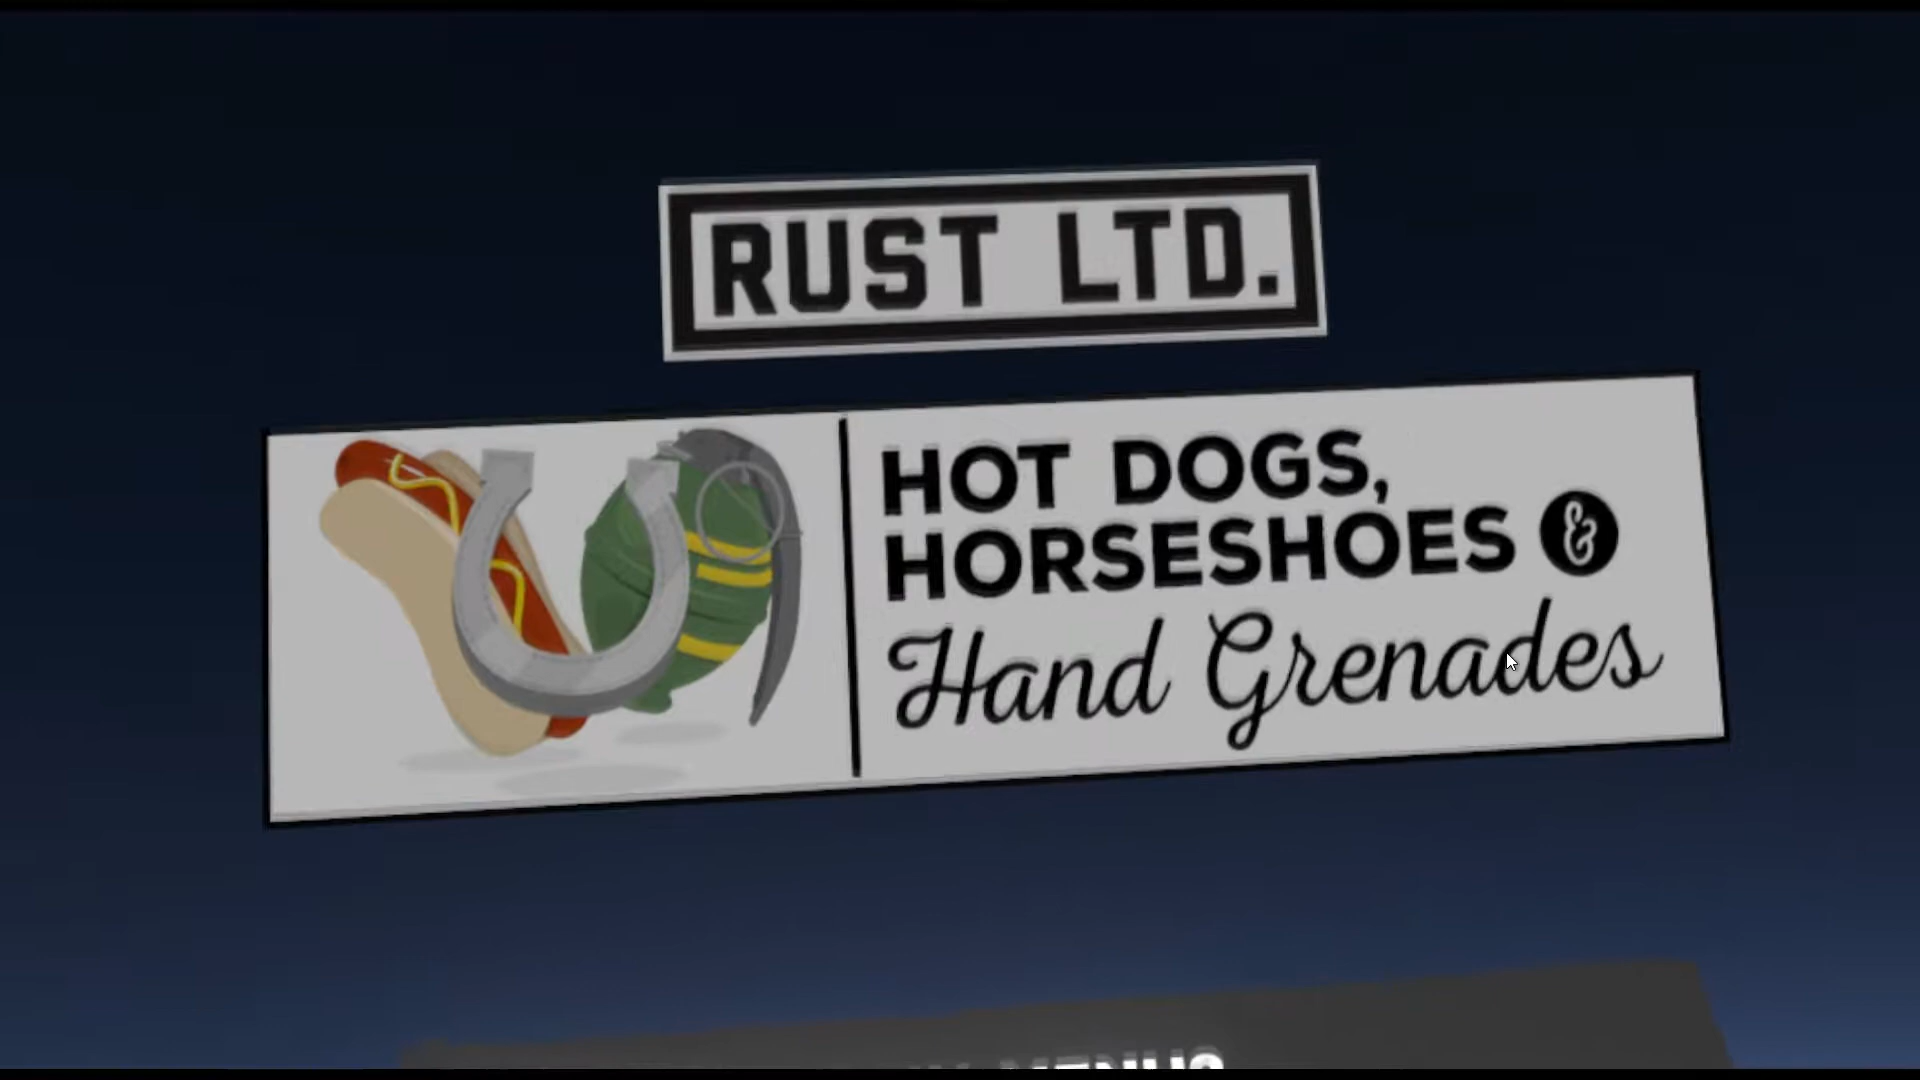 RUST LTD.
HOT DOGS,
HORSESHOES &
Hand Grenades